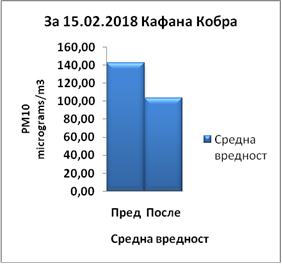 За 15.02.2018 Кафана Кобра
PM10
micrograms/m3
160,00
140,00
120,00
100,00
80,00
60,00
40,00
20,00
0,00
Пред После
Средна вредност
Средна
вредност